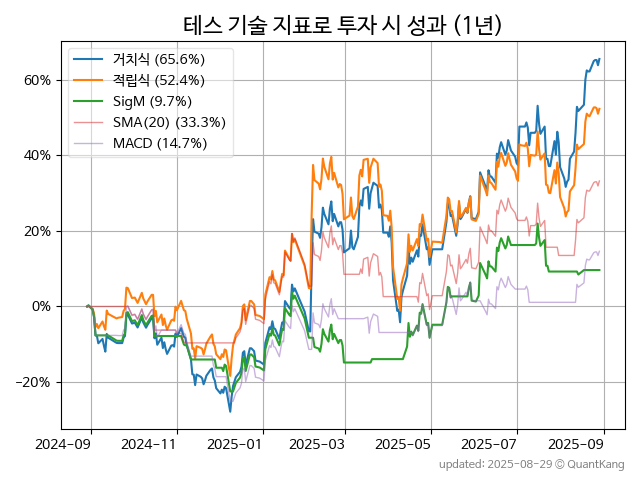 테스 기술 지표로 투자 시 성과 (1년)
거치식 (65.6%)
적립식 (52.4%)
SigM (9.7%)
SMA(20) (33.3%)
MACD (14.7%)
60%
40%
20%
0%
−20%
2024-09 2024-11 2025-01 2025-03 2025-05 2025-07 2025-09
updated: 2025-08-29 © QuantKang